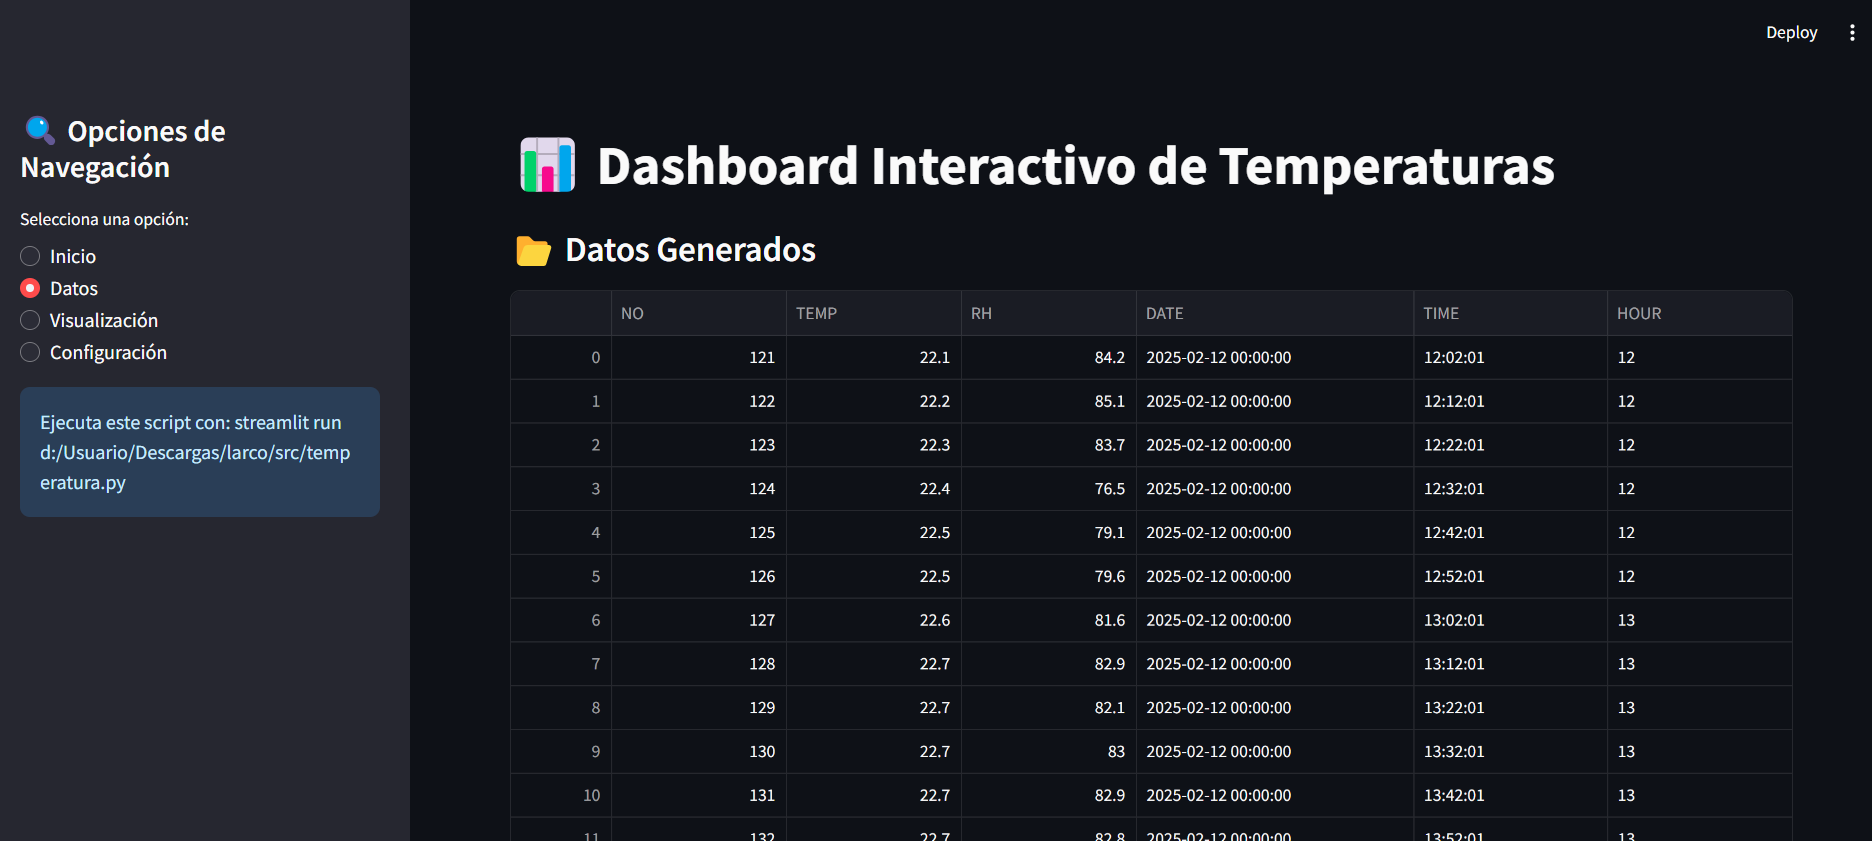 Deploy
Opciones de
Navegación
Selecciona una opción:
Inicio
Datos
Visualización
Configuración
Ejecuta este script con: streamlit run
d:/Usuario/Descargas/larco/src/temp
eratura.py
Dashboard Interactivo de Temperaturas
Datos Generados
NO TEMP RH DATE TIME HOUR
0 121 22.1 84.2 2025-02-12 00:00:00 12:02:01 12
1 122 22.2 85.1 2025-02-12 00:00:00 12:12:01 12
2 123 22.3 83.7 2025-02-12 00:00:00 12:22:01 12
3 124 22.4 76.5 2025-02-12 00:00:00 12:32:01 12
4 125 22.5 79.1 2025-02-12 00:00:00 12:42:01 12
5 126 22.5 79.6 2025-02-12 00:00:00 12:52:01 12
6 127 22.6 81.6 2025-02-12 00:00:00 13:02:01 13
7 128 22.7 82.9 2025-02-12 00:00:00 13:12:01 13
8 129 22.7 82.1 2025-02-12 00:00:00 13:22:01 13
9 130 22.7 83 2025-02-12 00:00:00 13:32:01 13
10 131 22.7 82.9 2025-02-12 00:00:00 13:42:01 13
11 132 22.7 82.8 2025-02-12 00:00:00 13:52:01 13